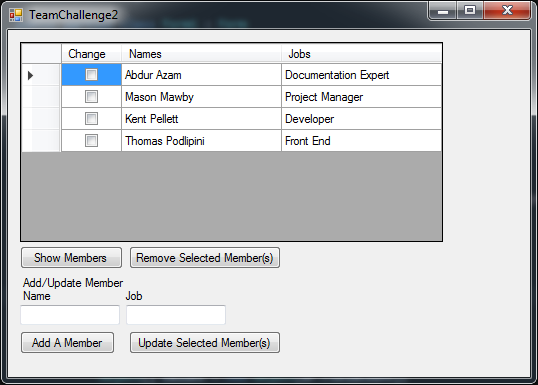 TeamChallenge2
Change Names Jobs
Abdur Azam Documentation Expert
Mason Mawby Project Manager
Kent Pellett Developer
Thomas Podlipini Front End
Show Members Remove Selected Member(s)
Add/Update Member
Name Job
Add A Member Update Selected Member(s)